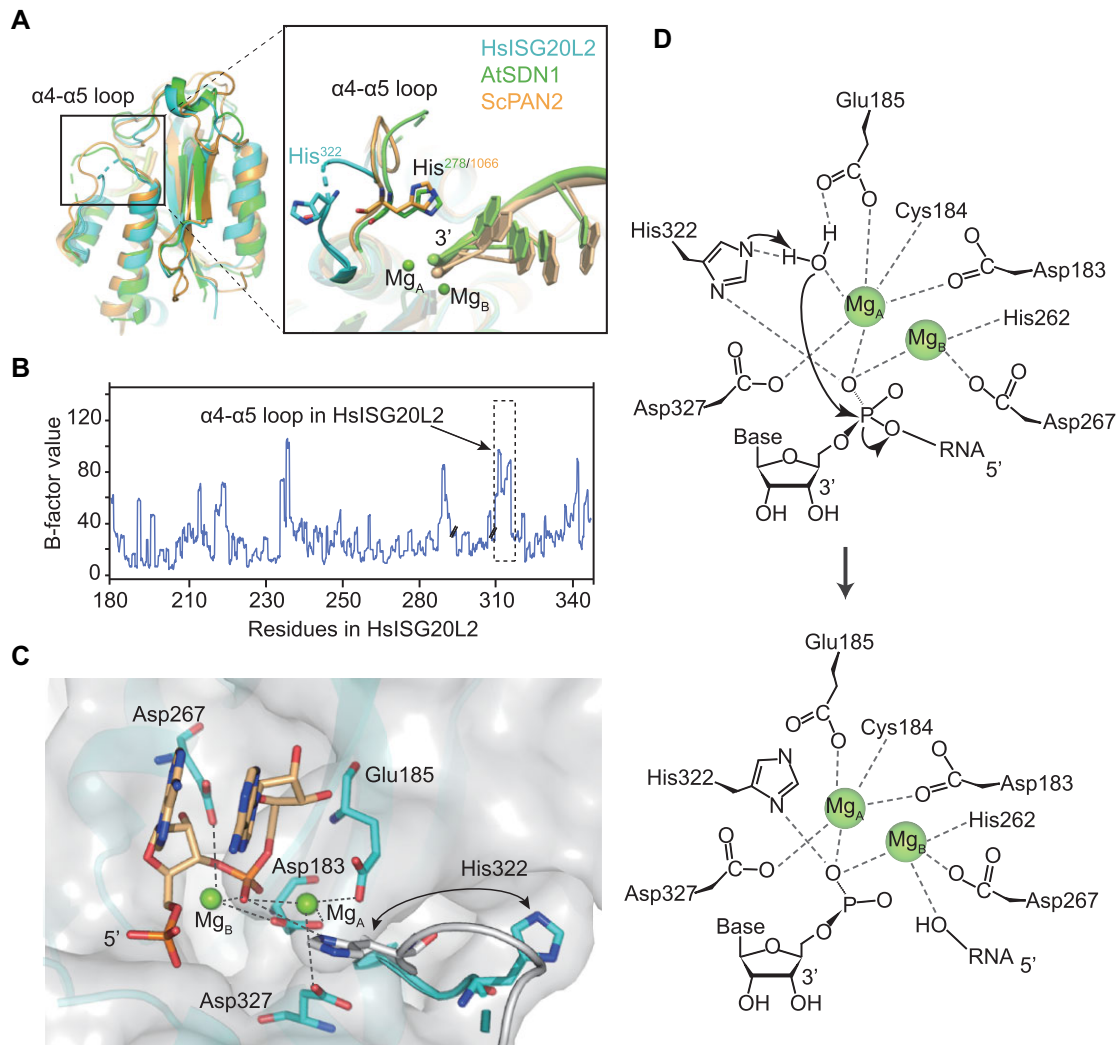 A
α4-α5 loop
HsISG20L2
AtSDN1
ScPAN2
α4-α5 loop
His322
His278/1066
3’
MgA
MgB
B
B-factor value
120
80
40
0
α4-α5 loop in HsISG20L2
180
210
230
250
290
310
340
Residues in HsISG20L2
C
Asp267
Glu185
Asp183
His322
MgA
MgB
5’
Asp327
D
Glu185
O
O
Cys184
H
His322
N
H
O
N
O
O
Asp183
MgA
His262
MgB
O
O
Asp327
O
O
O
P
O
O
Asp267
Base
O
O
RNA
5’
3’
OH
OH
Glu185
O
O
Cys184
His322
N
N
O
O
Asp183
MgA
His262
MgB
O
O
Asp327
O
O
O
Asp267
P
O
Base
O
O
HO
RNA
5’
3’
OH
OH